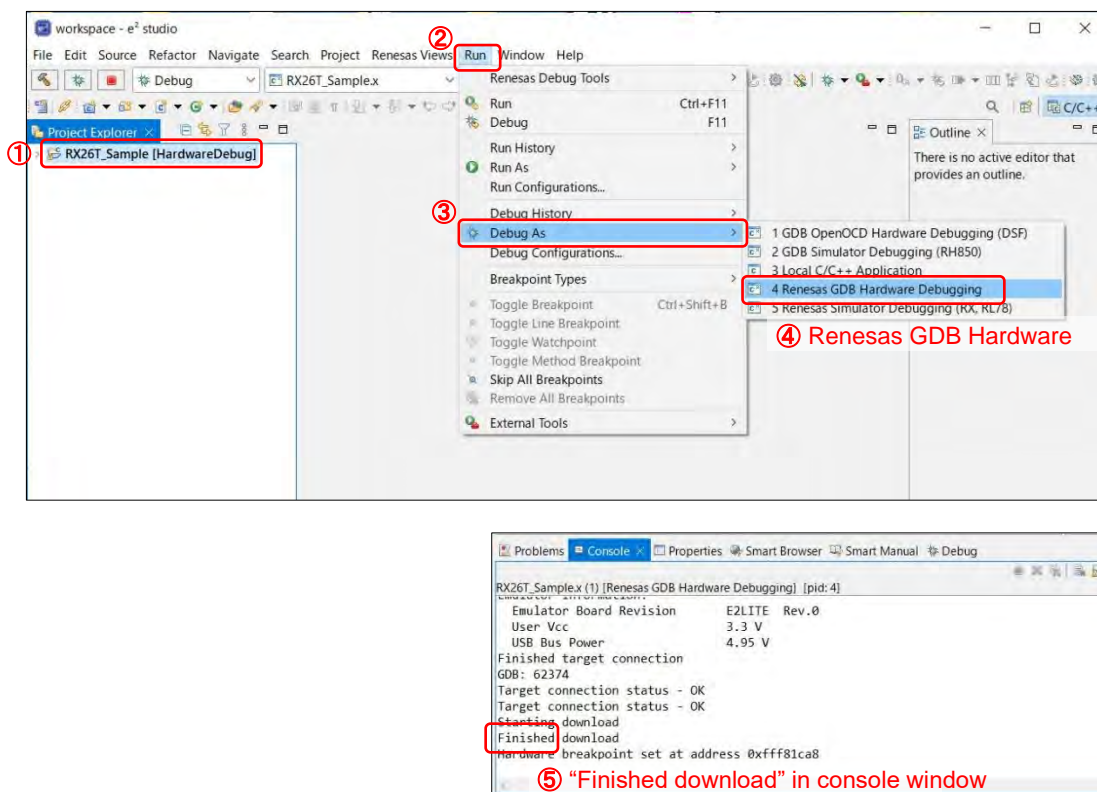 workspace - e² studio
②
File Edit Source Refactor Navigate Search Project Renesas Views Run Window Help
Debug RX26T_Sample.x
Renesas Debug Tools
Run Ctrl+F11
Debug F11
Run History
Run As
Run Configurations...
③ Debug History
Debug As
Debug Configurations...
Breakpoint Types
Toggle Breakpoint Ctrl+Shift+B
Toggle Line Breakpoint
Toggle Watchpoint
Toggle Method Breakpoint
Skip All Breakpoints
Remove All Breakpoints
External Tools
C/C++
Project Explorer
① RX26T_Sample [HardwareDebug]
Outline
There is no active editor that
provides an outline.
1 GDB OpenOCD Hardware Debugging (DSF)
2 GDB Simulator Debugging (RH850)
3 Local C/C++ Application
4 Renesas GDB Hardware Debugging
5 Renesas Simulator Debugging (RX, RL78)
④ Renesas GDB Hardware
Problems Console Properties Smart Browser Smart Manual Debug
RX26T_Sample.x (1) [Renesas GDB Hardware Debugging] [pid: 4]
Emulator Information:
Emulator Board Revision E2LITE Rev.0
User Vcc 3.3 V
USB Bus Power 4.95 V
Finished target connection
GDB: 62374
Target connection status - OK
Target connection status - OK
Starting download
Finished download
Hardware breakpoint set at address 0xfff81ca8
⑤ “Finished download” in console window